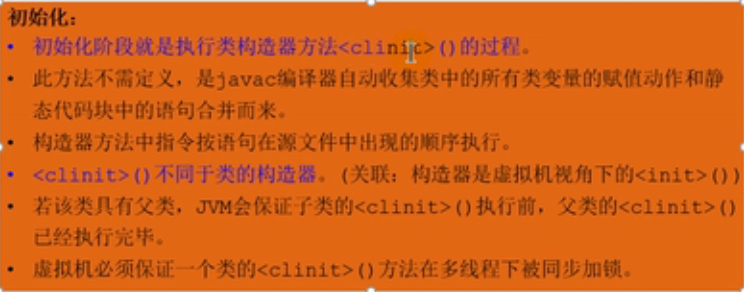 初始化：
• 初始化阶段就是执行类构造器方法<clinit>()的过程。
• 此方法不需定义，是javac编译器自动收集类中的所有类变量的赋值动作和静
态代码块中的语句合并而来。
• 构造器方法中指令按语句在源文件中出现的顺序执行。
• <clinit>()不同于类的构造器。(关联：构造器是虚拟机视角下的<init>())
• 若该类具有父类，JVM会保证子类的<clinit>()执行前，父类的<clinit>()
已经执行完毕。
• 虚拟机必须保证一个类的<clinit>()方法在多线程下被同步加锁。